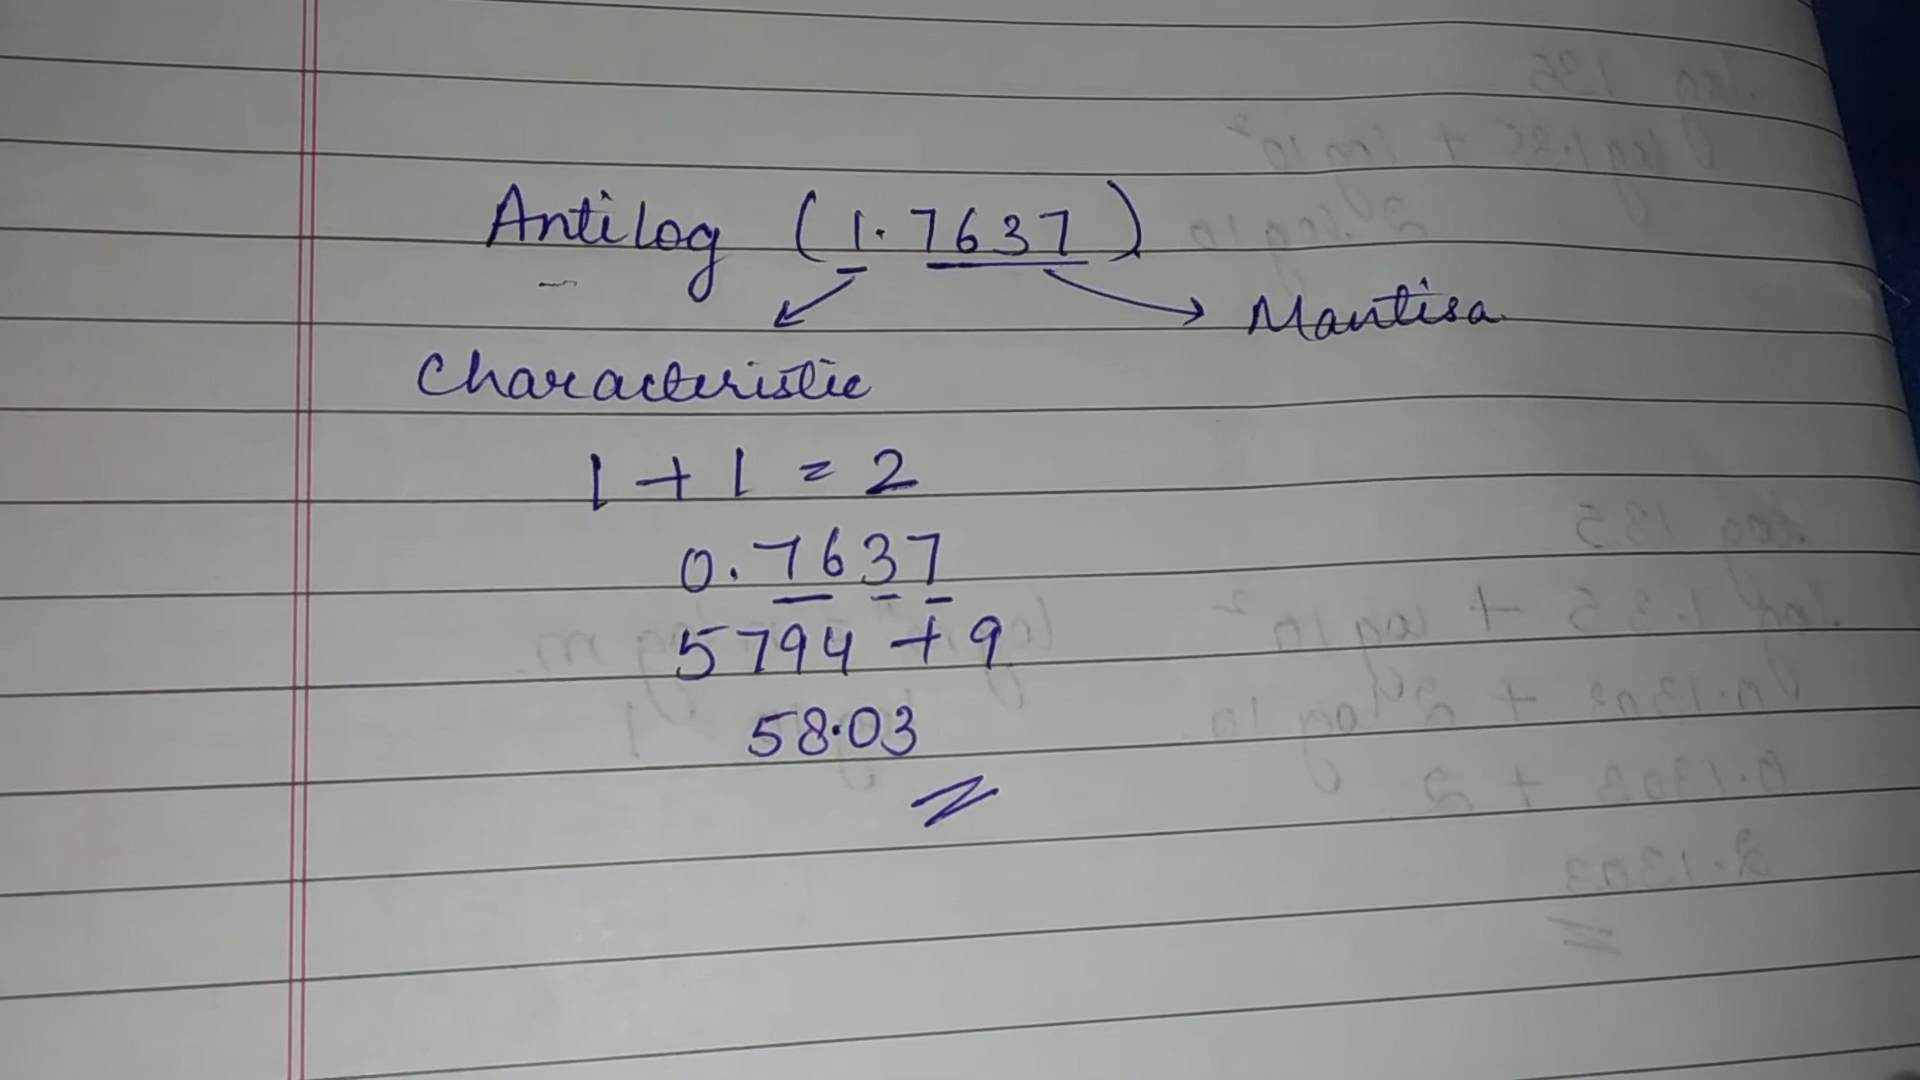 Antilog (1.7637)
Mantisa
Characteristic
1 + 1 = 2
0.7637
5794 + 9
58.03